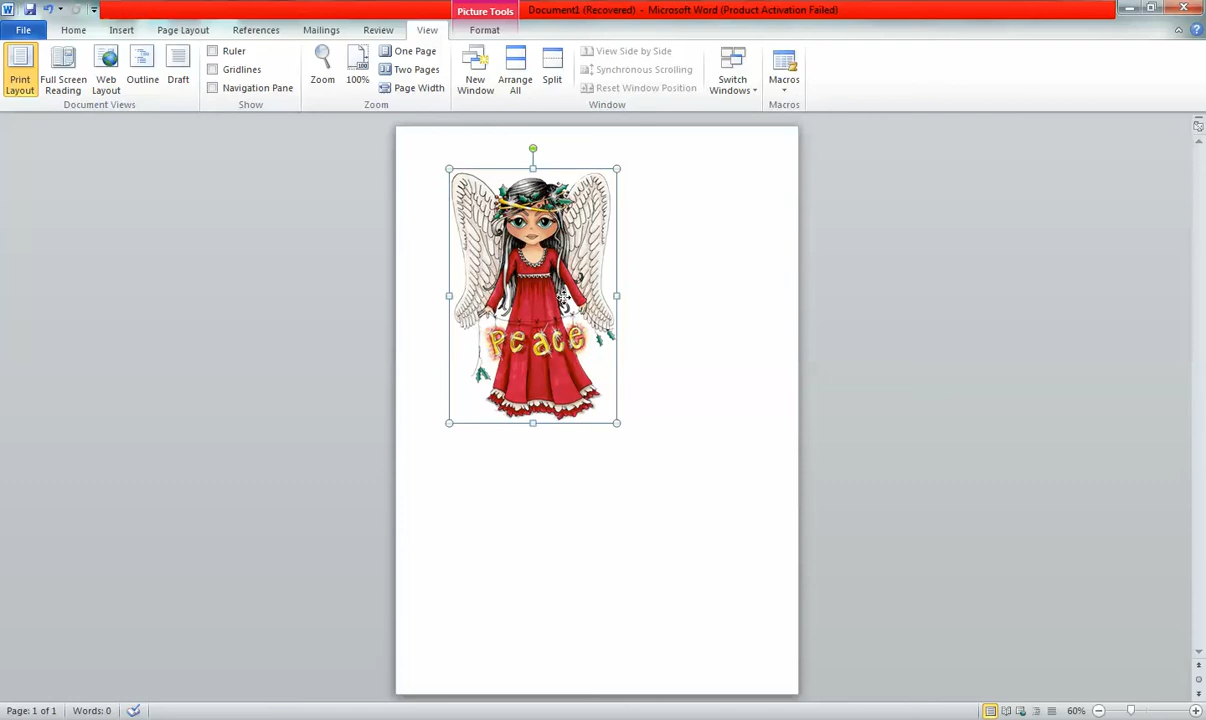 Picture Tools
Document1 (Recovered) - Microsoft Word (Product Activation Failed)
File Home Insert Page Layout References Mailings Review View Format
Print Layout
Full Screen Reading
Web Layout
Outline
Draft
Document Views
Ruler
Gridlines
Navigation Pane
Show
Zoom
100%
One Page
Two Pages
Page Width
Zoom
New Window
Arrange All
Split
View Side by Side
Synchronous Scrolling
Reset Window Position
Window
Switch Windows
Macros
Macros
Peace
Page: 1 of 1 Words: 0 60%